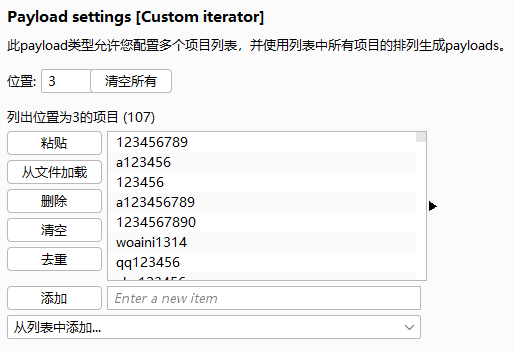 Payload settings [Custom iterator]
此payload类型允许您配置多个项目列表，并使用列表中所有项目的排列生成payloads。
位置: 3 清空所有
列出位置为3的项目 (107)
粘贴
从文件加载
删除
清空
去重
123456789
a123456
123456
a123456789
1234567890
woaini1314
qq123456
添加 Enter a new item
从列表中添加...